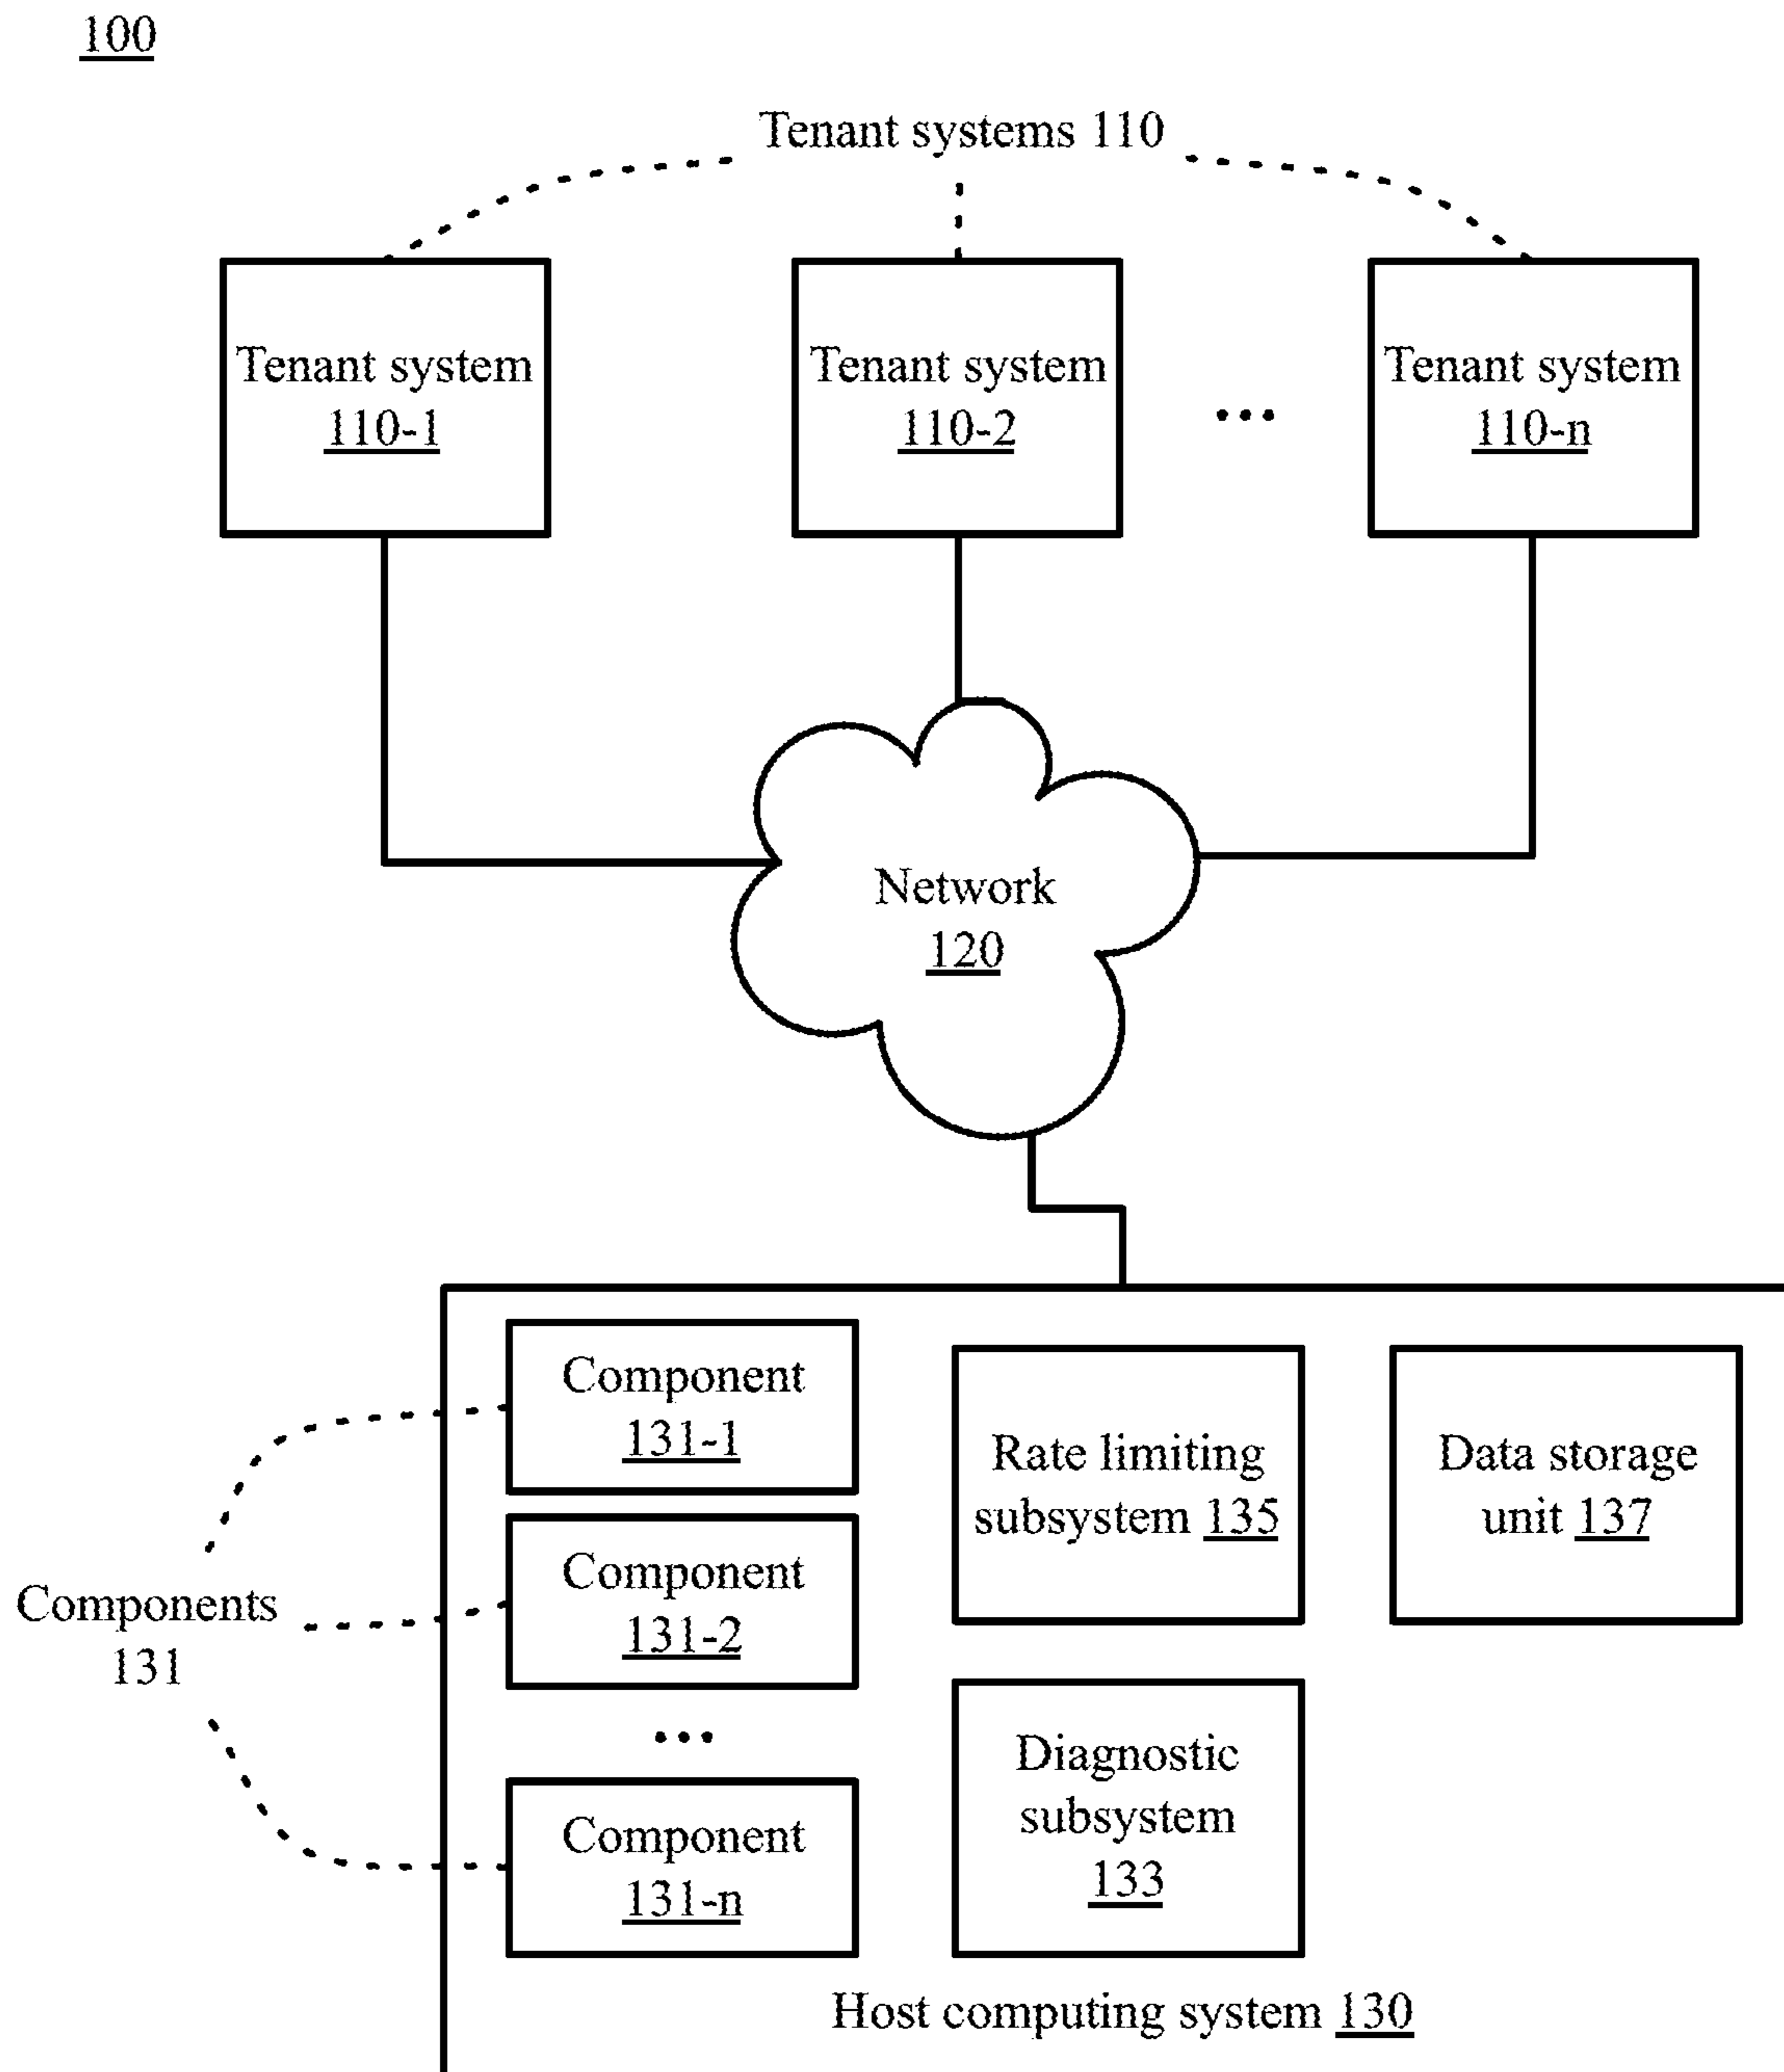 100
Tenant systems 110
Tenant system
110-1
Tenant system
110-2
...
Tenant system
110-n
Network
120
Component
131-1
Component
131-2
...
Component
131-n
Components
131
Rate limiting
subsystem 135
Data storage
unit 137
Diagnostic
subsystem
133
Host computing system 130